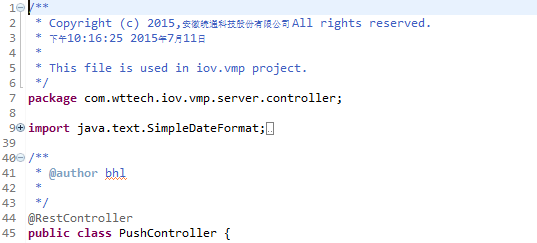 1 /**
2  * Copyright (c) 2015,安徽皖通科技股份有限公司All rights reserved.
3  * 下午10:16:25 2015年7月11日
4  *
5  * This file is used in iov.vmp project.
6  */
7 package com.wttech.iov.vmp.server.controller;
8
9 import java.text.SimpleDateFormat;
39
40 /**
41  * @author bhl
42  *
43  */
44 @RestController
45 public class PushController {